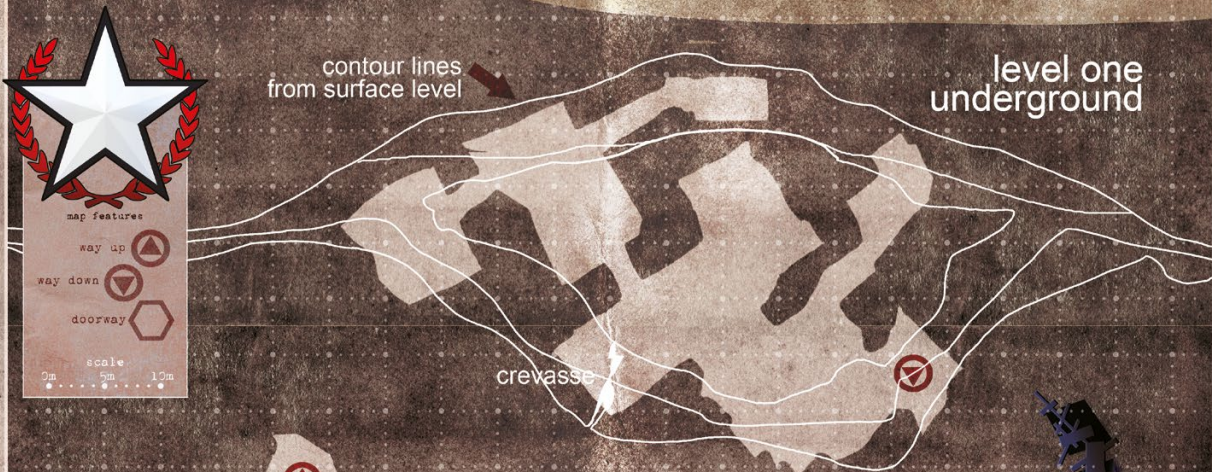 contour lines
from surface level
level one
underground
map features
way up
way down
doorway
scale
0m 5m 10m
crevasse